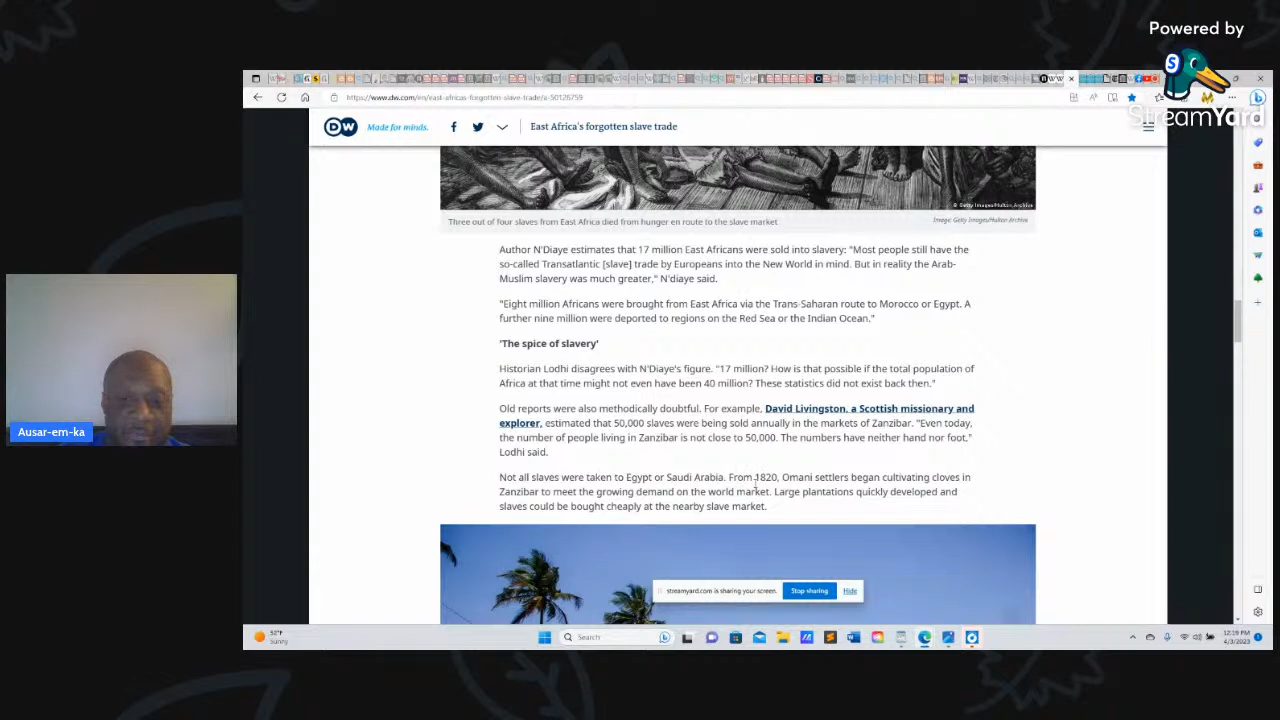 Powered by
StreamYard
https://www.dw.com/en/east-africas-forgotten-slave-trade/a-50126759
DW
Made for minds.
East Africa's forgotten slave trade
© Getty Images/Hulton Archive
Three out of four slaves from East Africa died from hunger en route to the slave market
Image: Getty Images/Hulton Archive
Author N'Diaye estimates that 17 million East Africans were sold into slavery: "Most people still have the
so-called Transatlantic [slave] trade by Europeans into the New World in mind. But in reality the Arab-
Muslim slavery was much greater," N'diaye said.
"Eight million Africans were brought from East Africa via the Trans-Saharan route to Morocco or Egypt. A
further nine million were deported to regions on the Red Sea or the Indian Ocean."
'The spice of slavery'
Historian Lodhi disagrees with N'Diaye's figure. "17 million? How is that possible if the total population of
Africa at that time might not even have been 40 million? These statistics did not exist back then."
Old reports were also methodically doubtful. For example, David Livingston, a Scottish missionary and
explorer, estimated that 50,000 slaves were being sold annually in the markets of Zanzibar. "Even today,
the number of people living in Zanzibar is not close to 50,000. The numbers have neither hand nor foot,"
Lodhi said.
Not all slaves were taken to Egypt or Saudi Arabia. From 1820, Omani settlers began cultivating cloves in
Zanzibar to meet the growing demand on the world market. Large plantations quickly developed and
slaves could be bought cheaply at the nearby slave market.
Ausar-em-ka
streamyard.com is sharing your screen.
Stop sharing
Hide
52°F
Sunny
Search
12:19 PM
4/3/2023